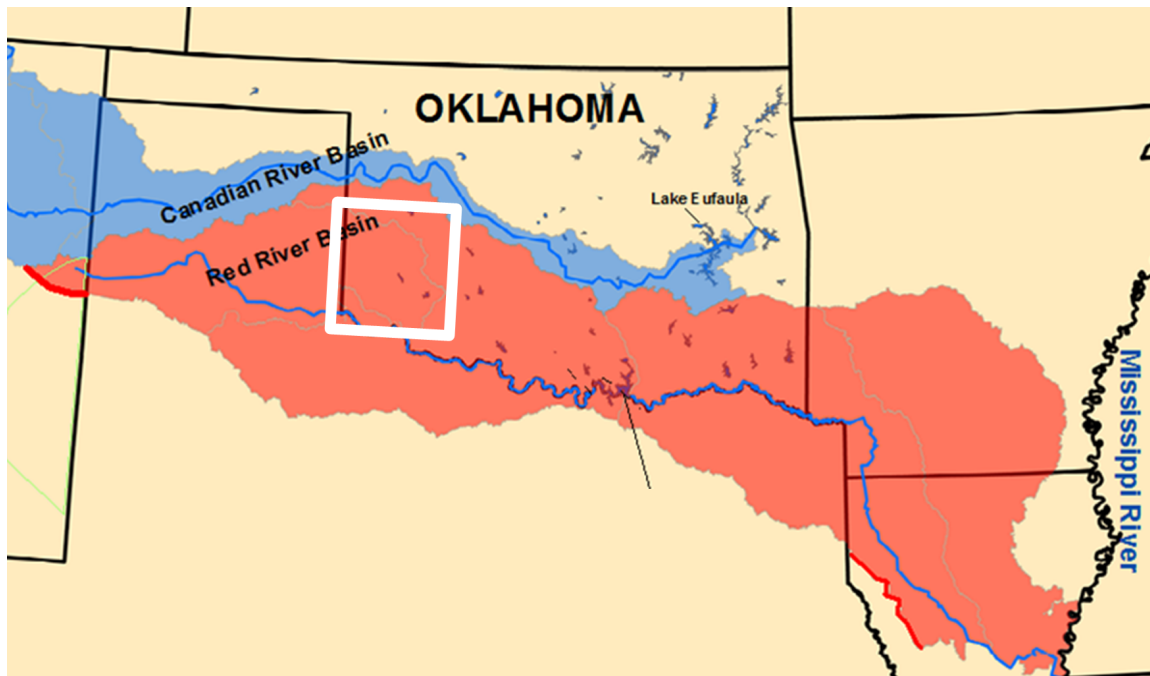 OKLAHOMA
Canadian River Basin
Lake Eufaula
Red River Basin
Mississippi River